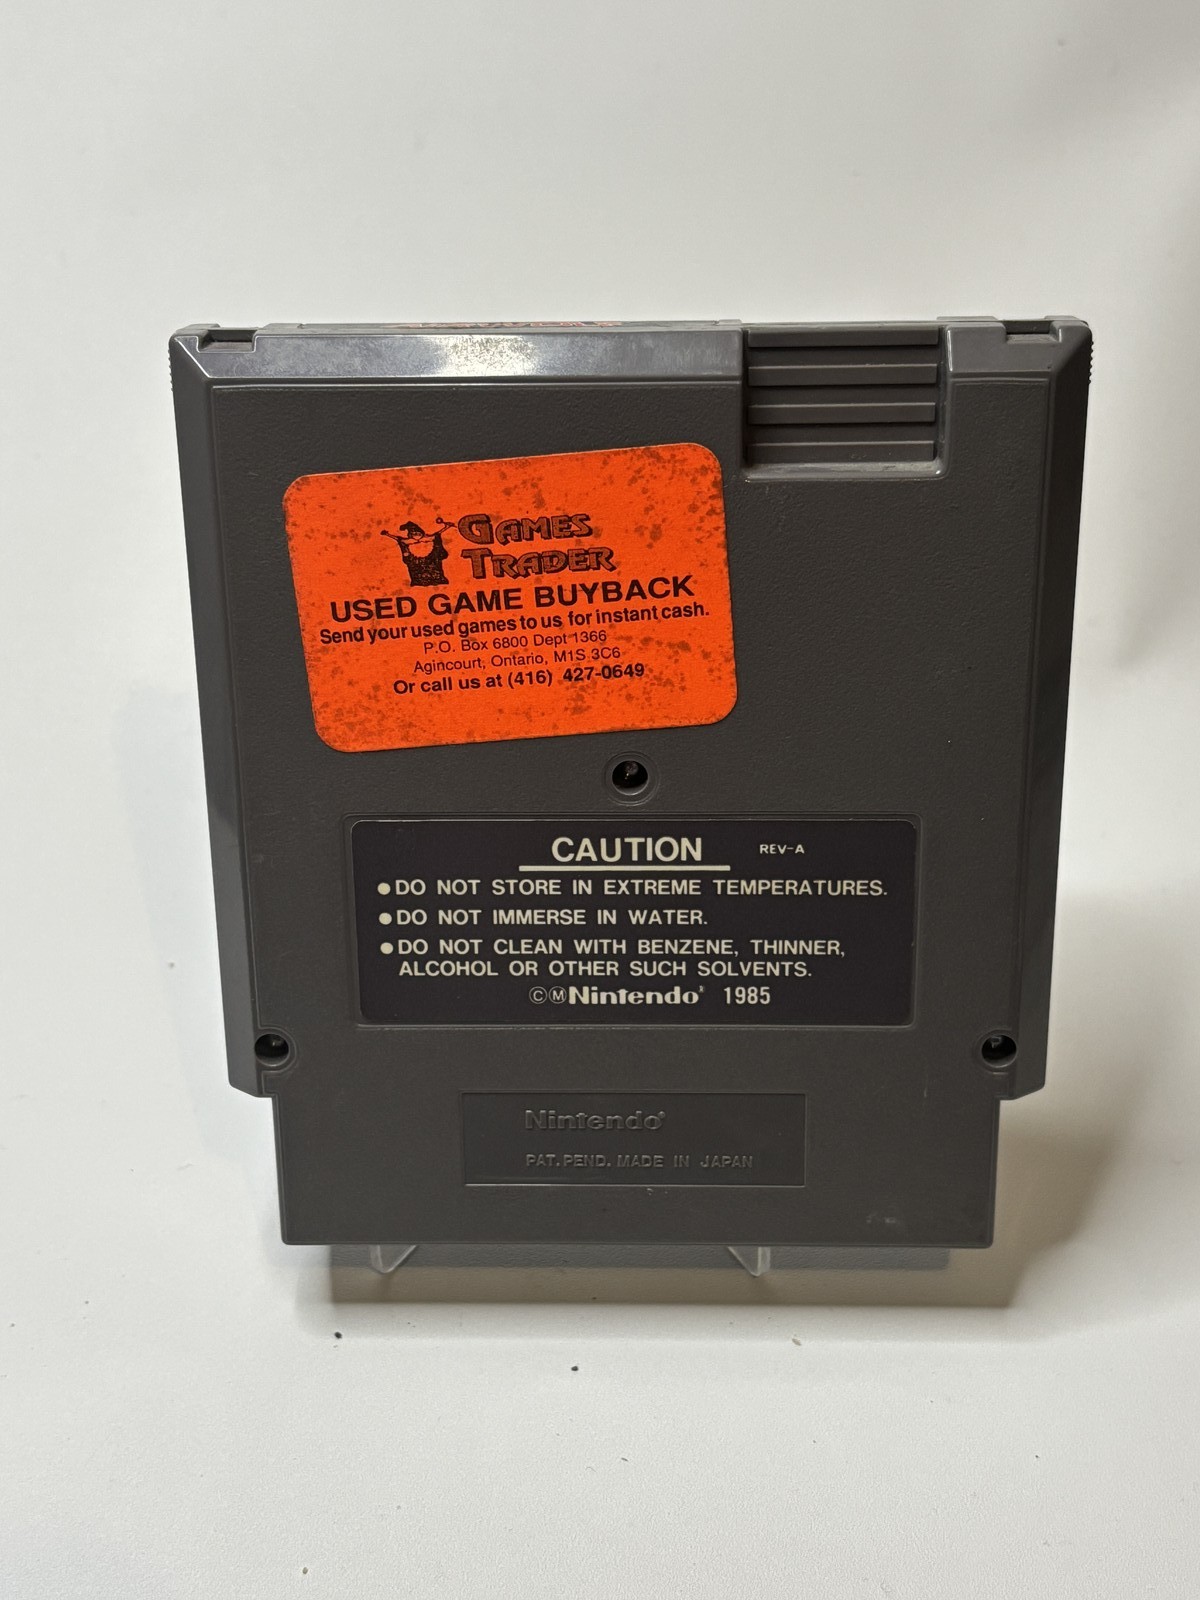 GAMES
TRADER
USED GAME BUYBACK
Send your used games to us for instant cash.
P.O. Box 6800 Dept 1366
Agincourt, Ontario, M1S 3C6
Or call us at (416) 427-0649
CAUTION REV-A
●DO NOT STORE IN EXTREME TEMPERATURES.
●DO NOT IMMERSE IN WATER.
●DO NOT CLEAN WITH BENZENE, THINNER,
ALCOHOL OR OTHER SUCH SOLVENTS.
ⒸⓂNintendo® 1985
Nintendo®
PAT. PEND. MADE IN JAPAN